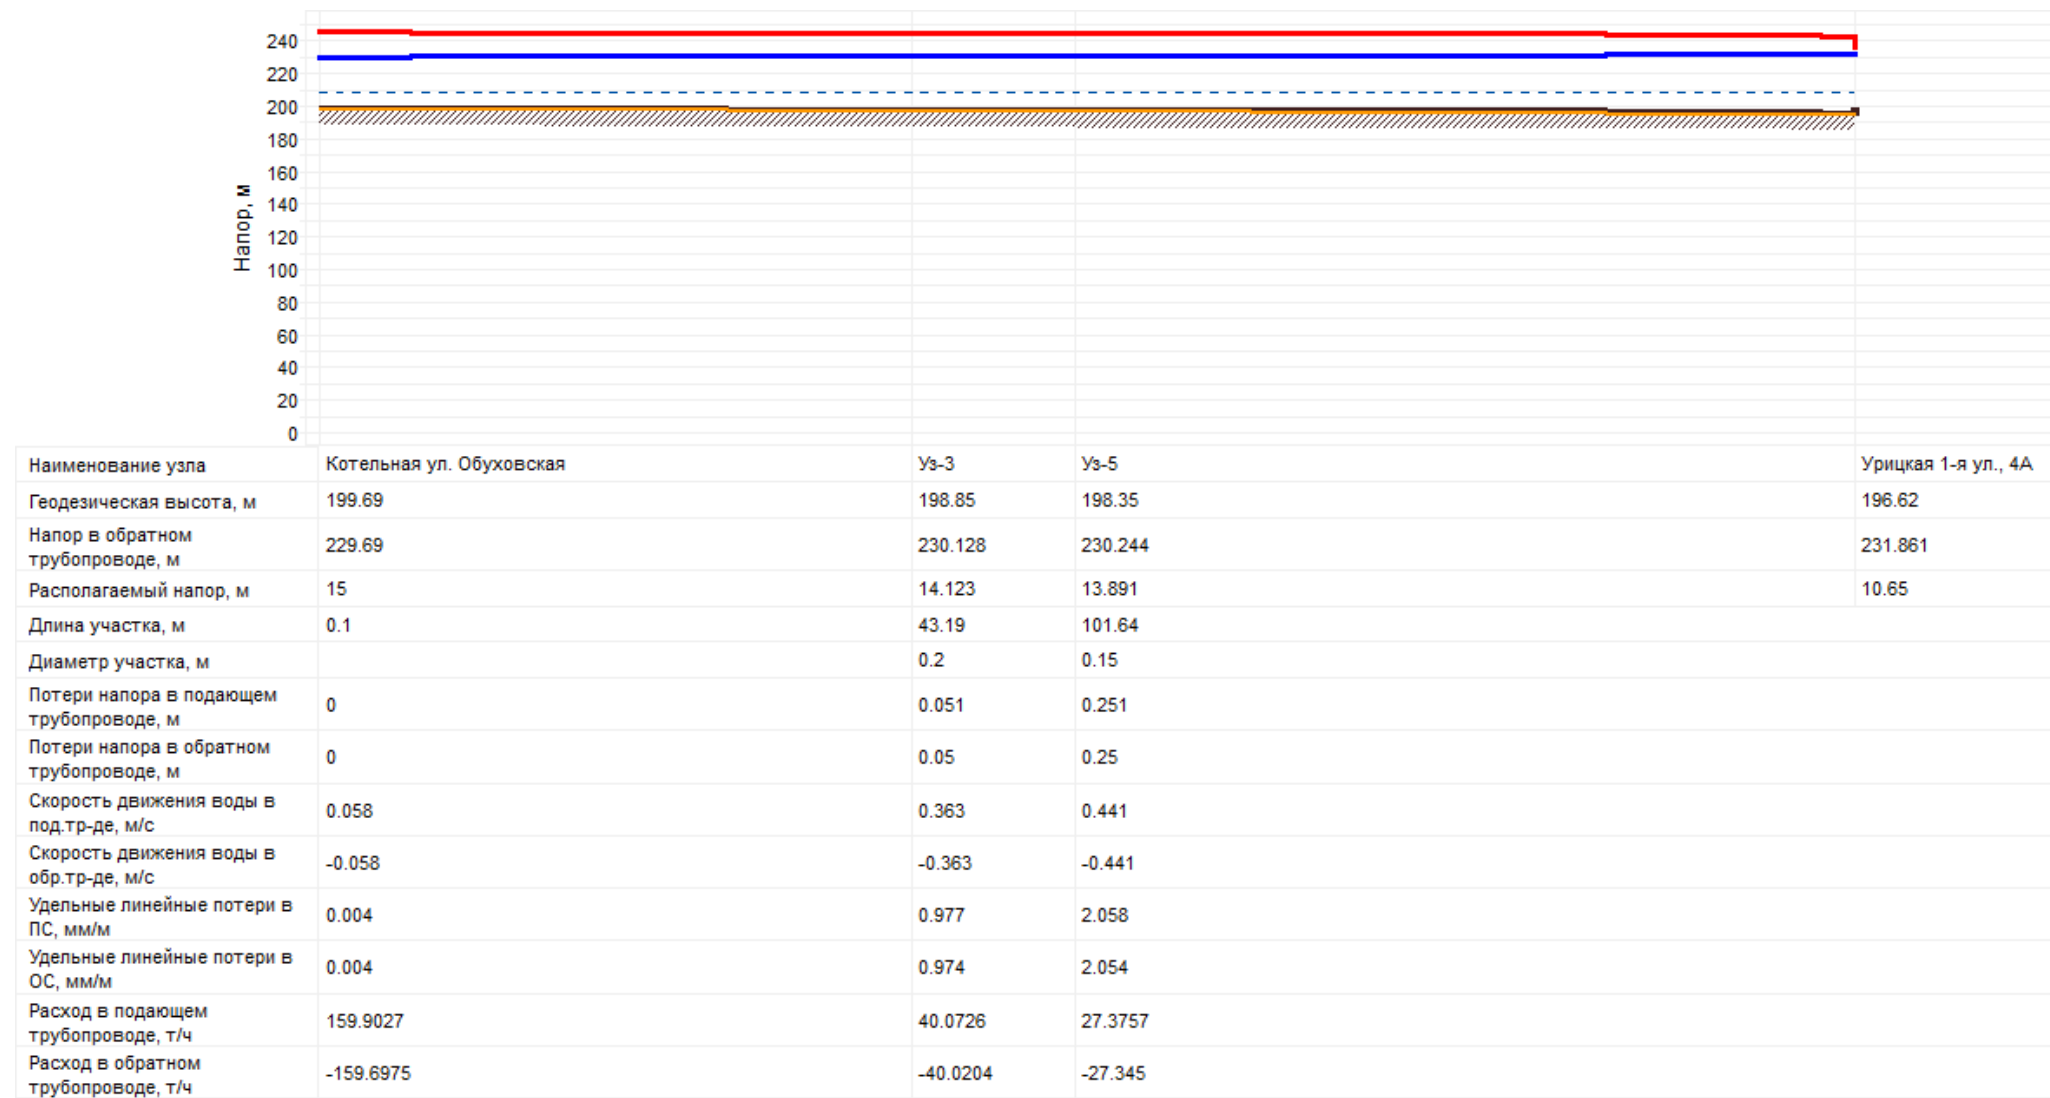 240
220
200
180
160
140
120
100
80
60
40
20
0
Напор, м
Наименование узла
Котельная ул. Обуховская
Уз-3
Уз-5
Урицкая 1-я ул., 4А
Геодезическая высота, м
199.69
198.85
198.35
196.62
Напор в обратном
трубопроводе, м
229.69
230.128
230.244
231.861
Располагаемый напор, м
15
14.123
13.891
10.65
Длина участка, м
0.1
43.19
101.64
Диаметр участка, м
0.2
0.15
Потери напора в подающем
трубопроводе, м
0
0.051
0.251
Потери напора в обратном
трубопроводе, м
0
0.05
0.25
Скорость движения воды в
под.тр-де, м/с
0.058
0.363
0.441
Скорость движения воды в
обр.тр-де, м/с
-0.058
-0.363
-0.441
Удельные линейные потери в
ПС, мм/м
0.004
0.977
2.058
Удельные линейные потери в
ОС, мм/м
0.004
0.974
2.054
Расход в подающем
трубопроводе, т/ч
159.9027
40.0726
27.3757
Расход в обратном
трубопроводе, т/ч
-159.6975
-40.0204
-27.345